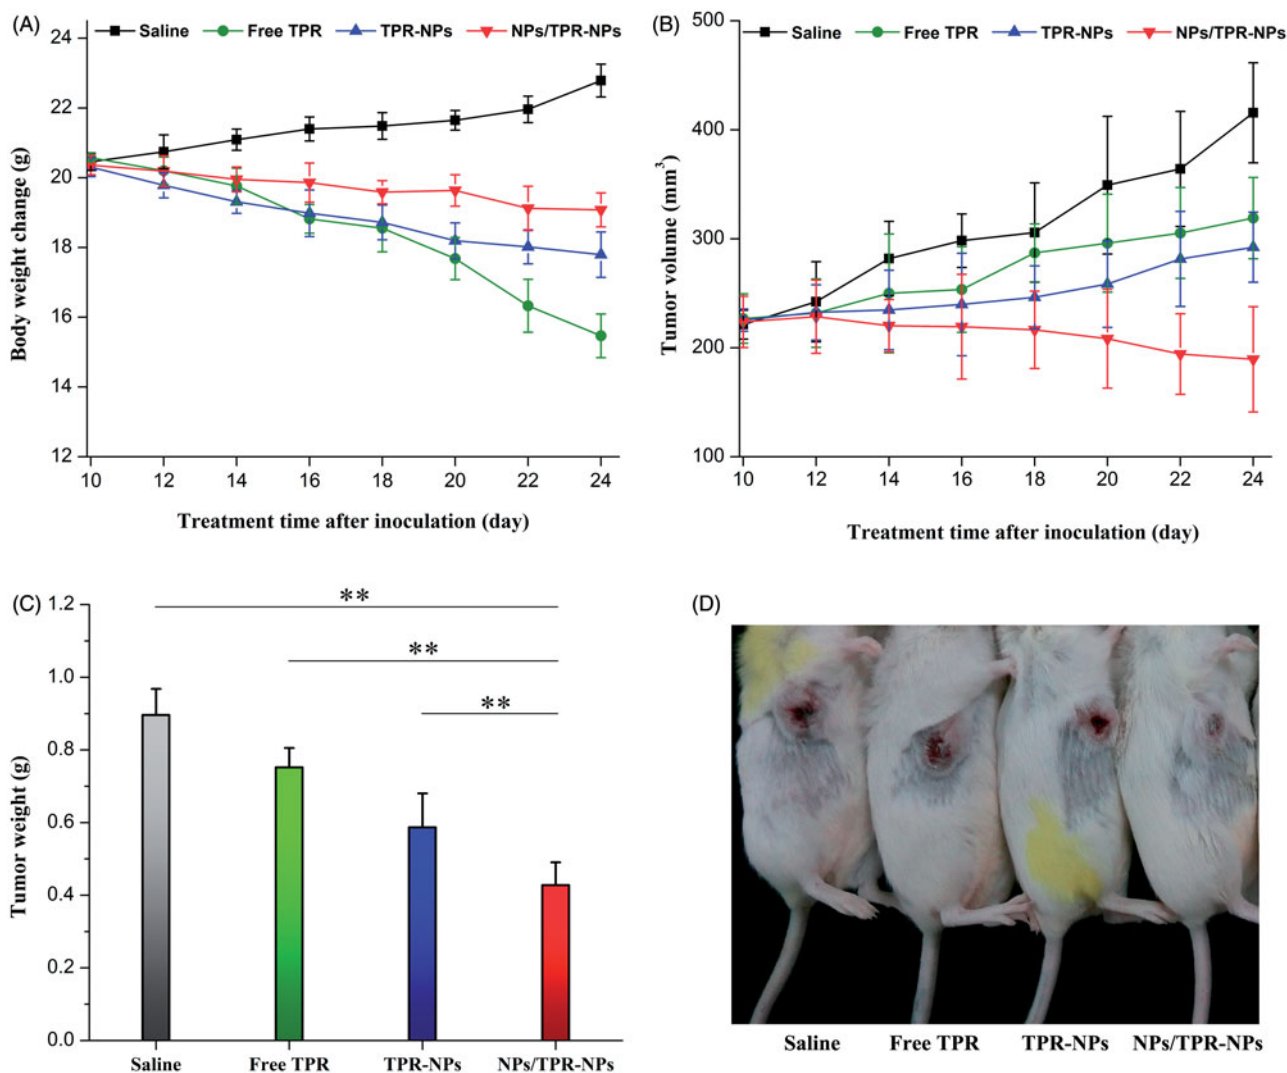 (A)
Saline Free TPR TPR-NPs NPs/TPR-NPs
24
22
20
18
16
14
12
Body weight change (g)
10 12 14 16 18 20 22 24
Treatment time after inoculation (day)
(B)
Saline Free TPR TPR-NPs NPs/TPR-NPs
500
400
300
200
100
Tumor volume (mm³)
10 12 14 16 18 20 22 24
Treatment time after inoculation (day)
(C)
1.2
1.0
0.8
0.6
0.4
0.2
0.0
Tumor weight (g)
**
**
**
Saline Free TPR TPR-NPs NPs/TPR-NPs
(D)
Saline Free TPR TPR-NPs NPs/TPR-NPs